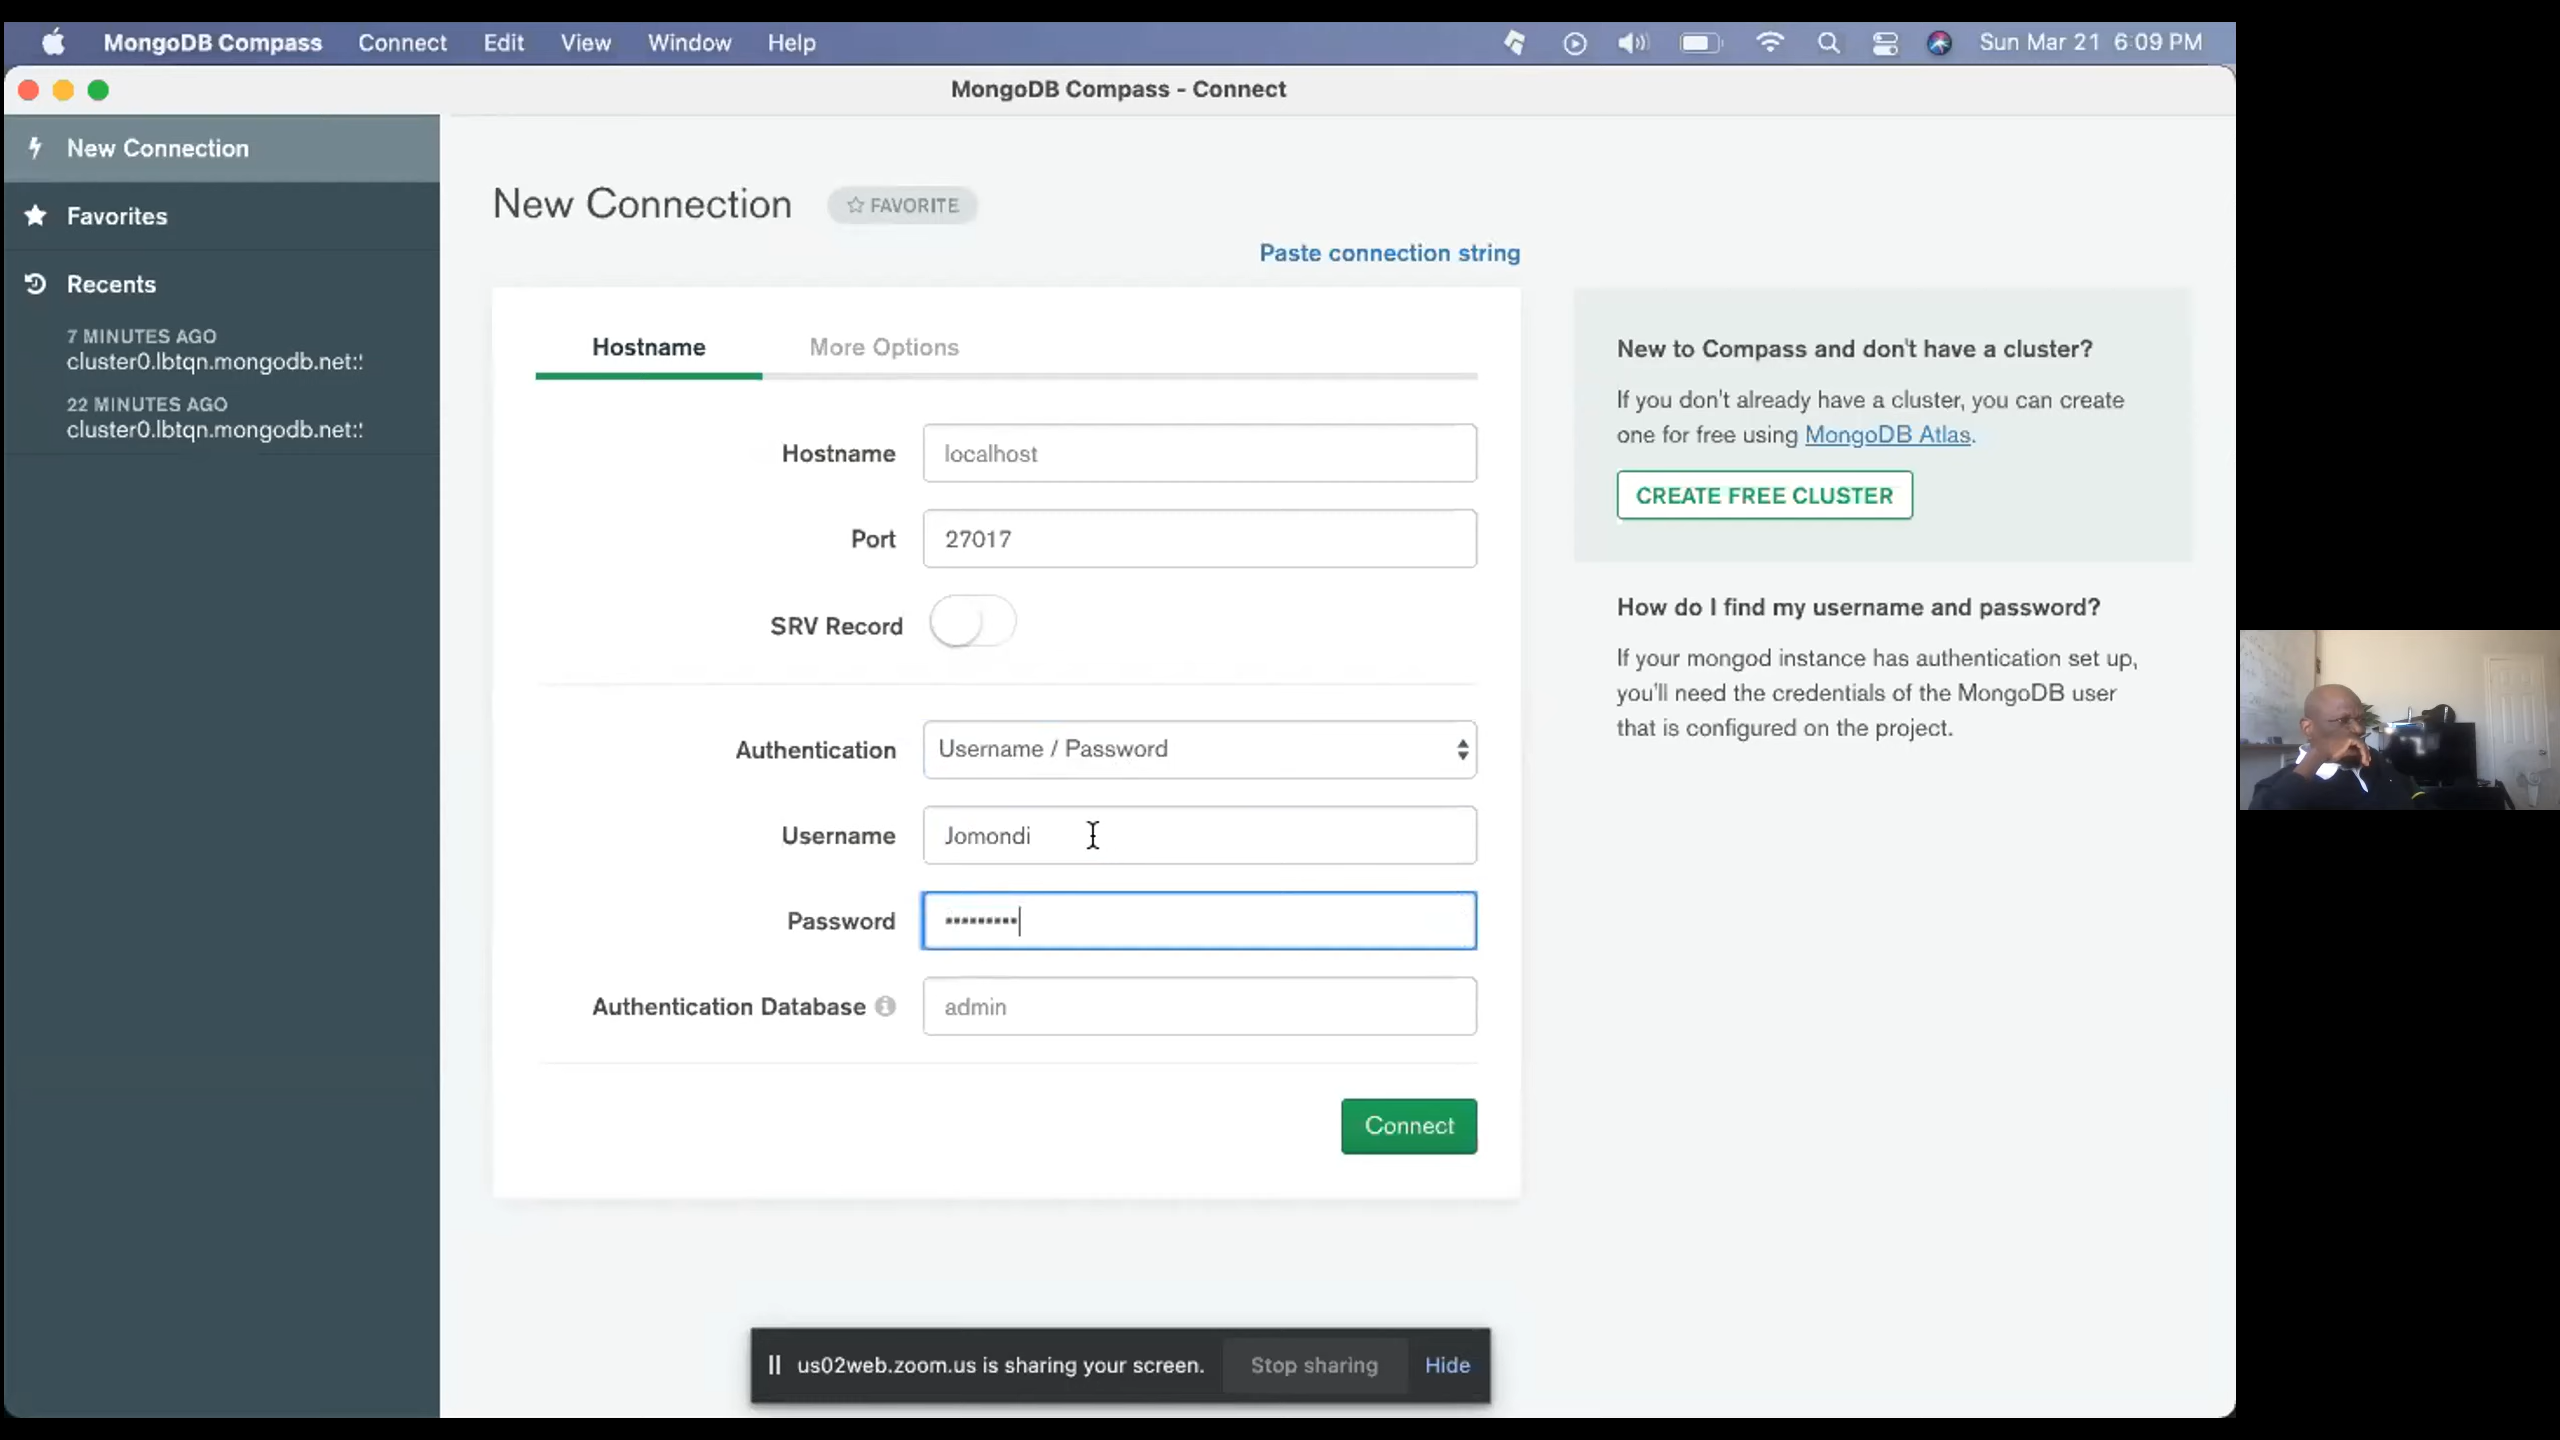 MongoDB Compass Connect Edit View Window Help Sun Mar 21 6:09 PM
MongoDB Compass - Connect
New Connection
Favorites
Recents
7 MINUTES AGO
cluster0.lbtqn.mongodb.net::
22 MINUTES AGO
cluster0.lbtqn.mongodb.net::
New Connection
FAVORITE
Paste connection string
Hostname More Options
Hostname localhost
Port 27017
SRV Record
Authentication Username / Password
Username Jomondi
Password •••••••••
Authentication Database admin
Connect
New to Compass and don't have a cluster?
If you don't already have a cluster, you can create
one for free using MongoDB Atlas.
CREATE FREE CLUSTER
How do I find my username and password?
If your mongod instance has authentication set up,
you'll need the credentials of the MongoDB user
that is configured on the project.
us02web.zoom.us is sharing your screen. Stop sharing Hide